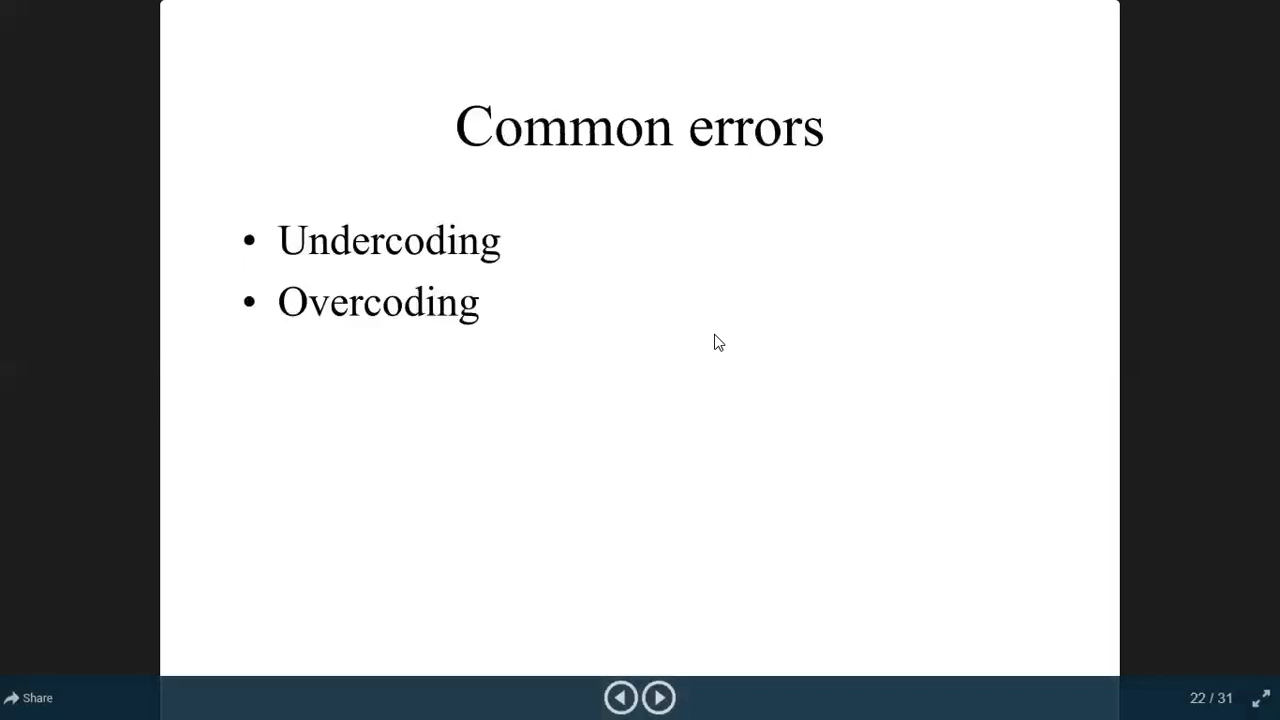 Common errors
• Undercoding
• Overcoding
Share
22 / 31